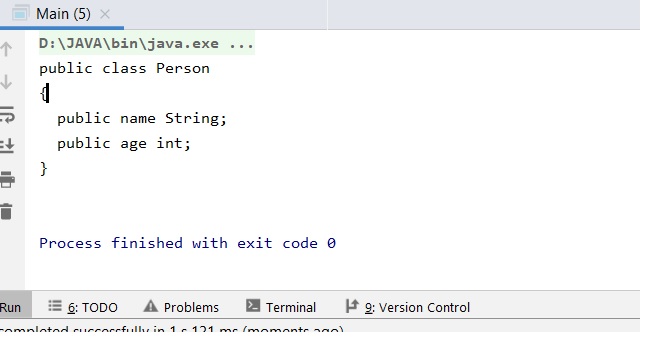 Main (5)
D:\JAVA\bin\java.exe ...
public class Person
{
  public name String;
  public age int;
}
Process finished with exit code 0
Run 6: TODO Problems Terminal 9: Version Control
completed successfully in 1 s 121 ms (moments ago)